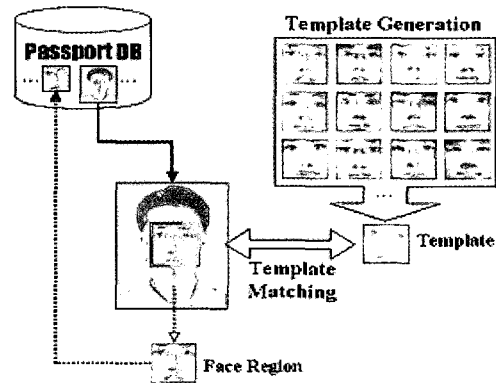 Template Generation
Passport DB
... ...
...
Template
Template
Matching
Face Region